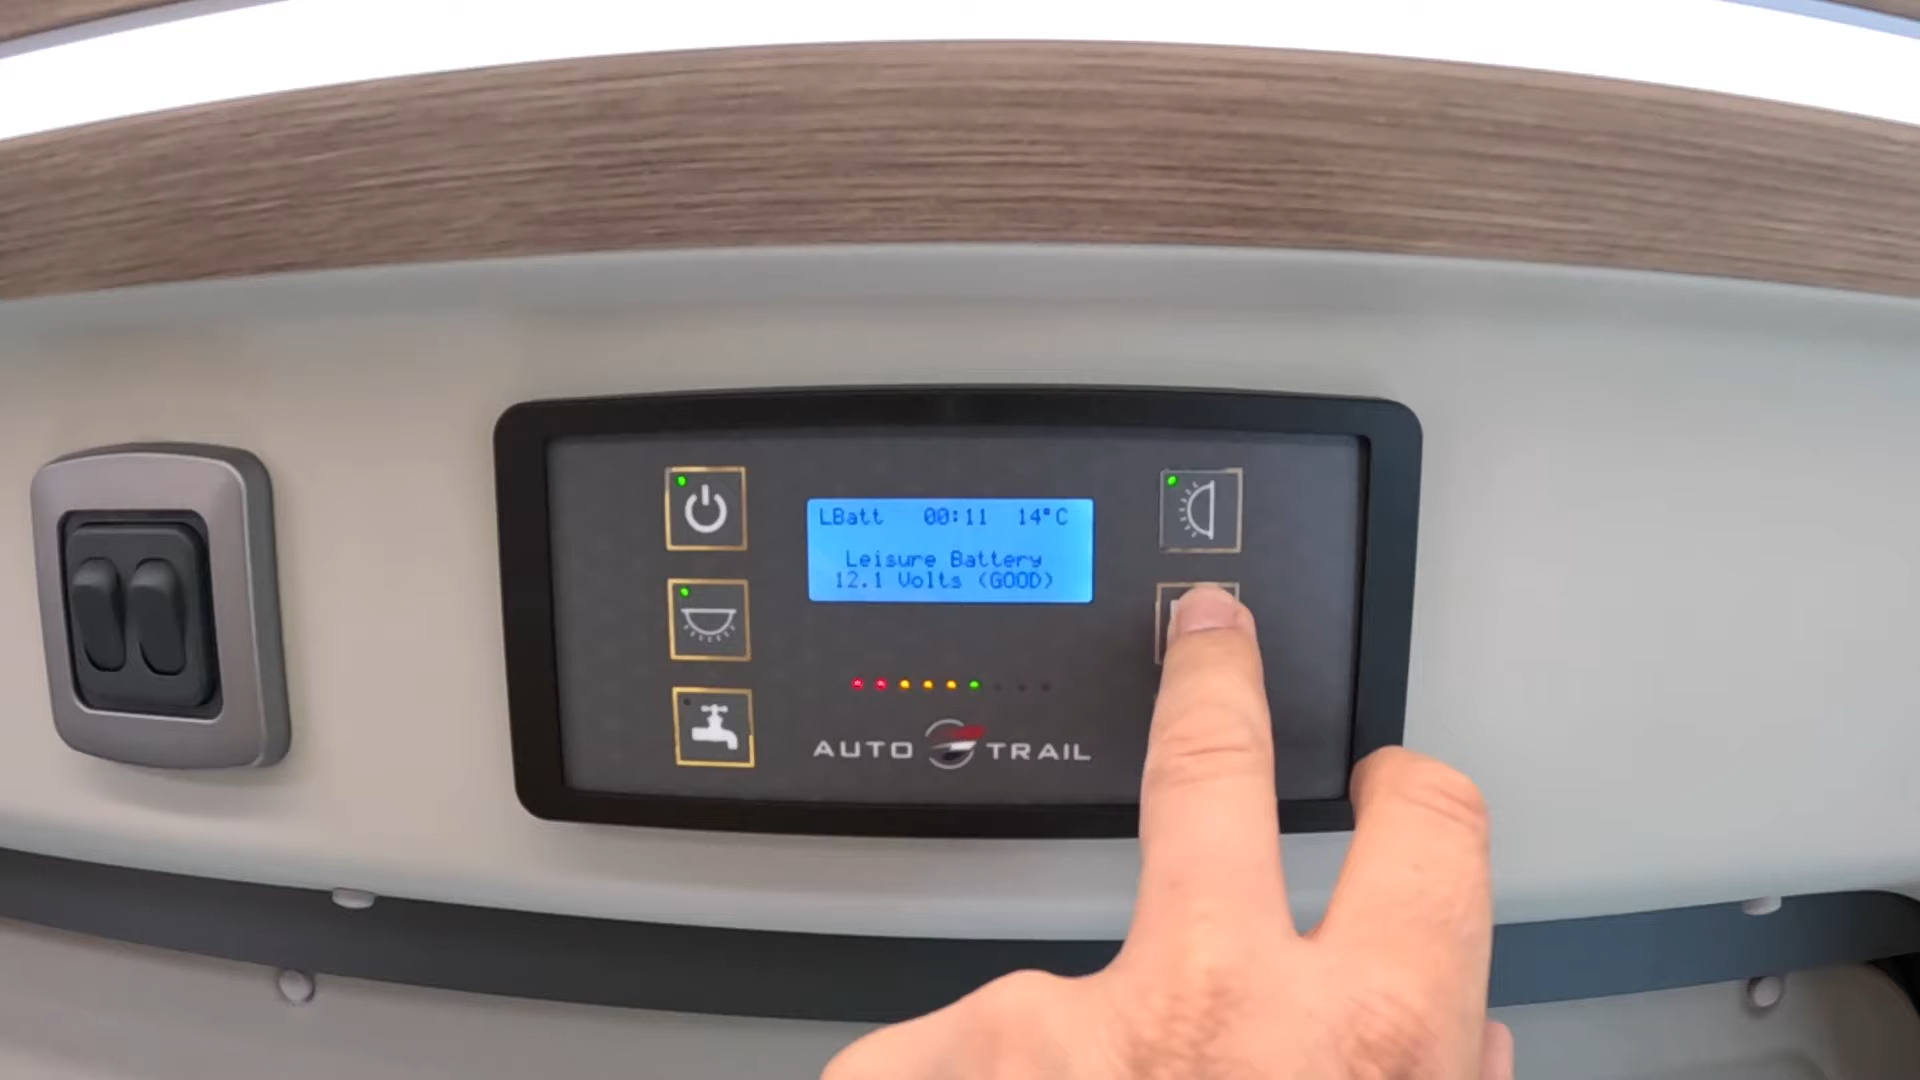 LBatt 00:11 14°C
Leisure Battery
12.1 Volts (GOOD)
AUTO TRAIL